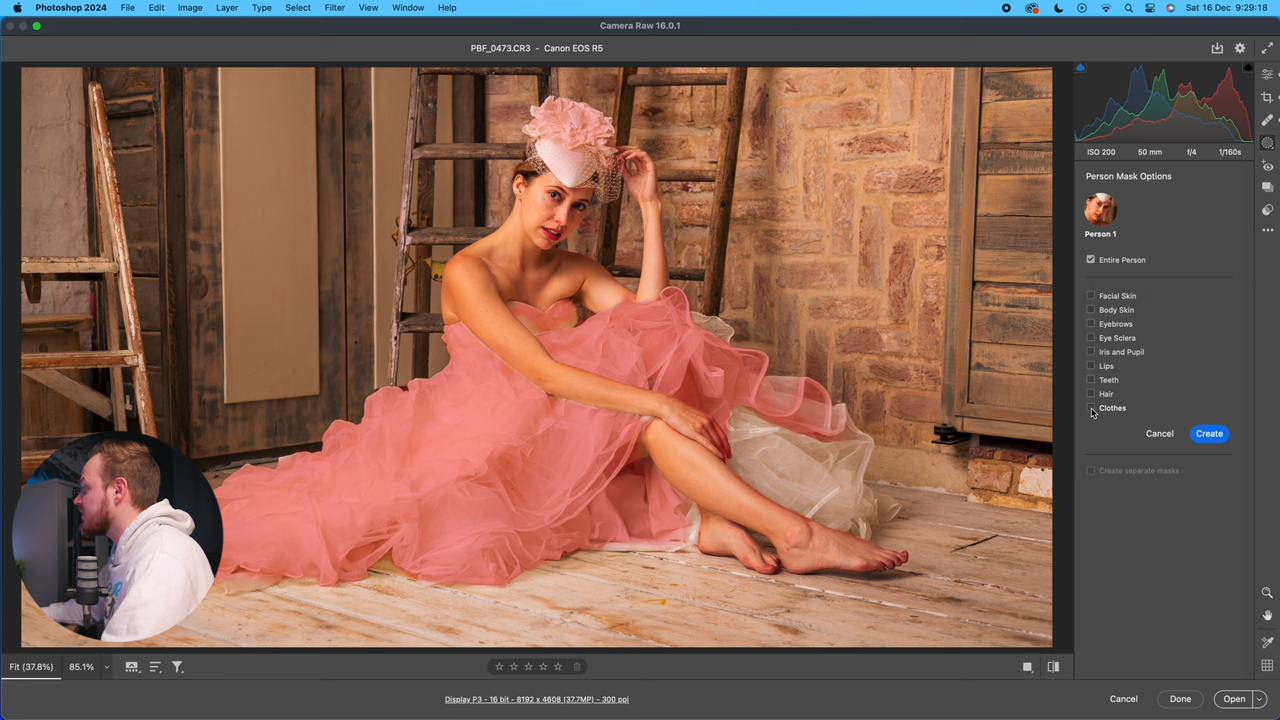 Photoshop 2024 File Edit Image Layer Type Select Filter View Window Help Sat 16 Dec 9:29:18
Camera Raw 16.0.1
PBF_0473.CR3 - Canon EOS R5
ISO 200 50 mm f/4 1/160s
Person Mask Options
Person 1
Entire Person
Facial Skin
Body Skin
Eyebrows
Eye Sclera
Iris and Pupil
Lips
Teeth
Hair
Clothes
Cancel Create
Create separate masks
Fit (37.8%) 85.1%
Display P3 - 16 bit - 8192 x 4608 (37.7MP) - 300 ppi
Cancel Done Open